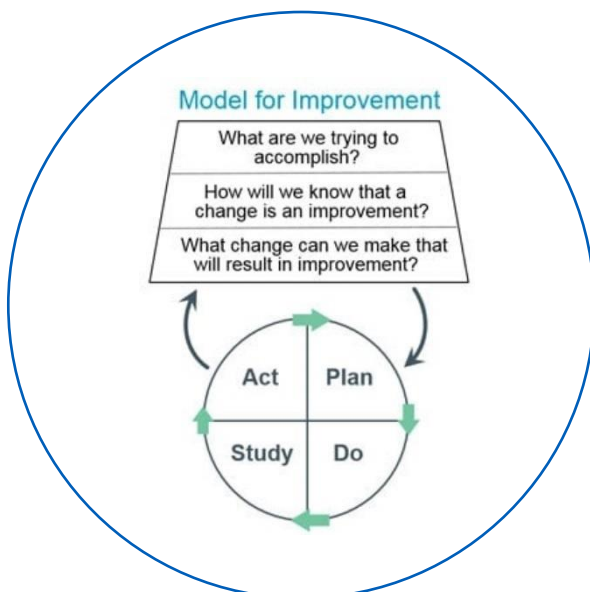 Model for Improvement
What are we trying to
accomplish?
How will we know that a
change is an improvement?
What change can we make that
will result in improvement?
Act
Plan
Study
Do